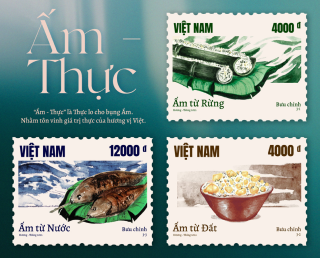 Ấm –
Thực
"Ấm - Thực" là Thực lo cho bụng Ấm.
Nhằm tôn vinh giá trị thực của hương vị Việt.
VIỆT NAM 4000 đ
Ấm từ Rừng
Bưu chính
VIỆT NAM 12000 đ
Ấm từ Nước
Bưu chính
VIỆT NAM 4000 đ
Ấm từ Đất
Bưu chính